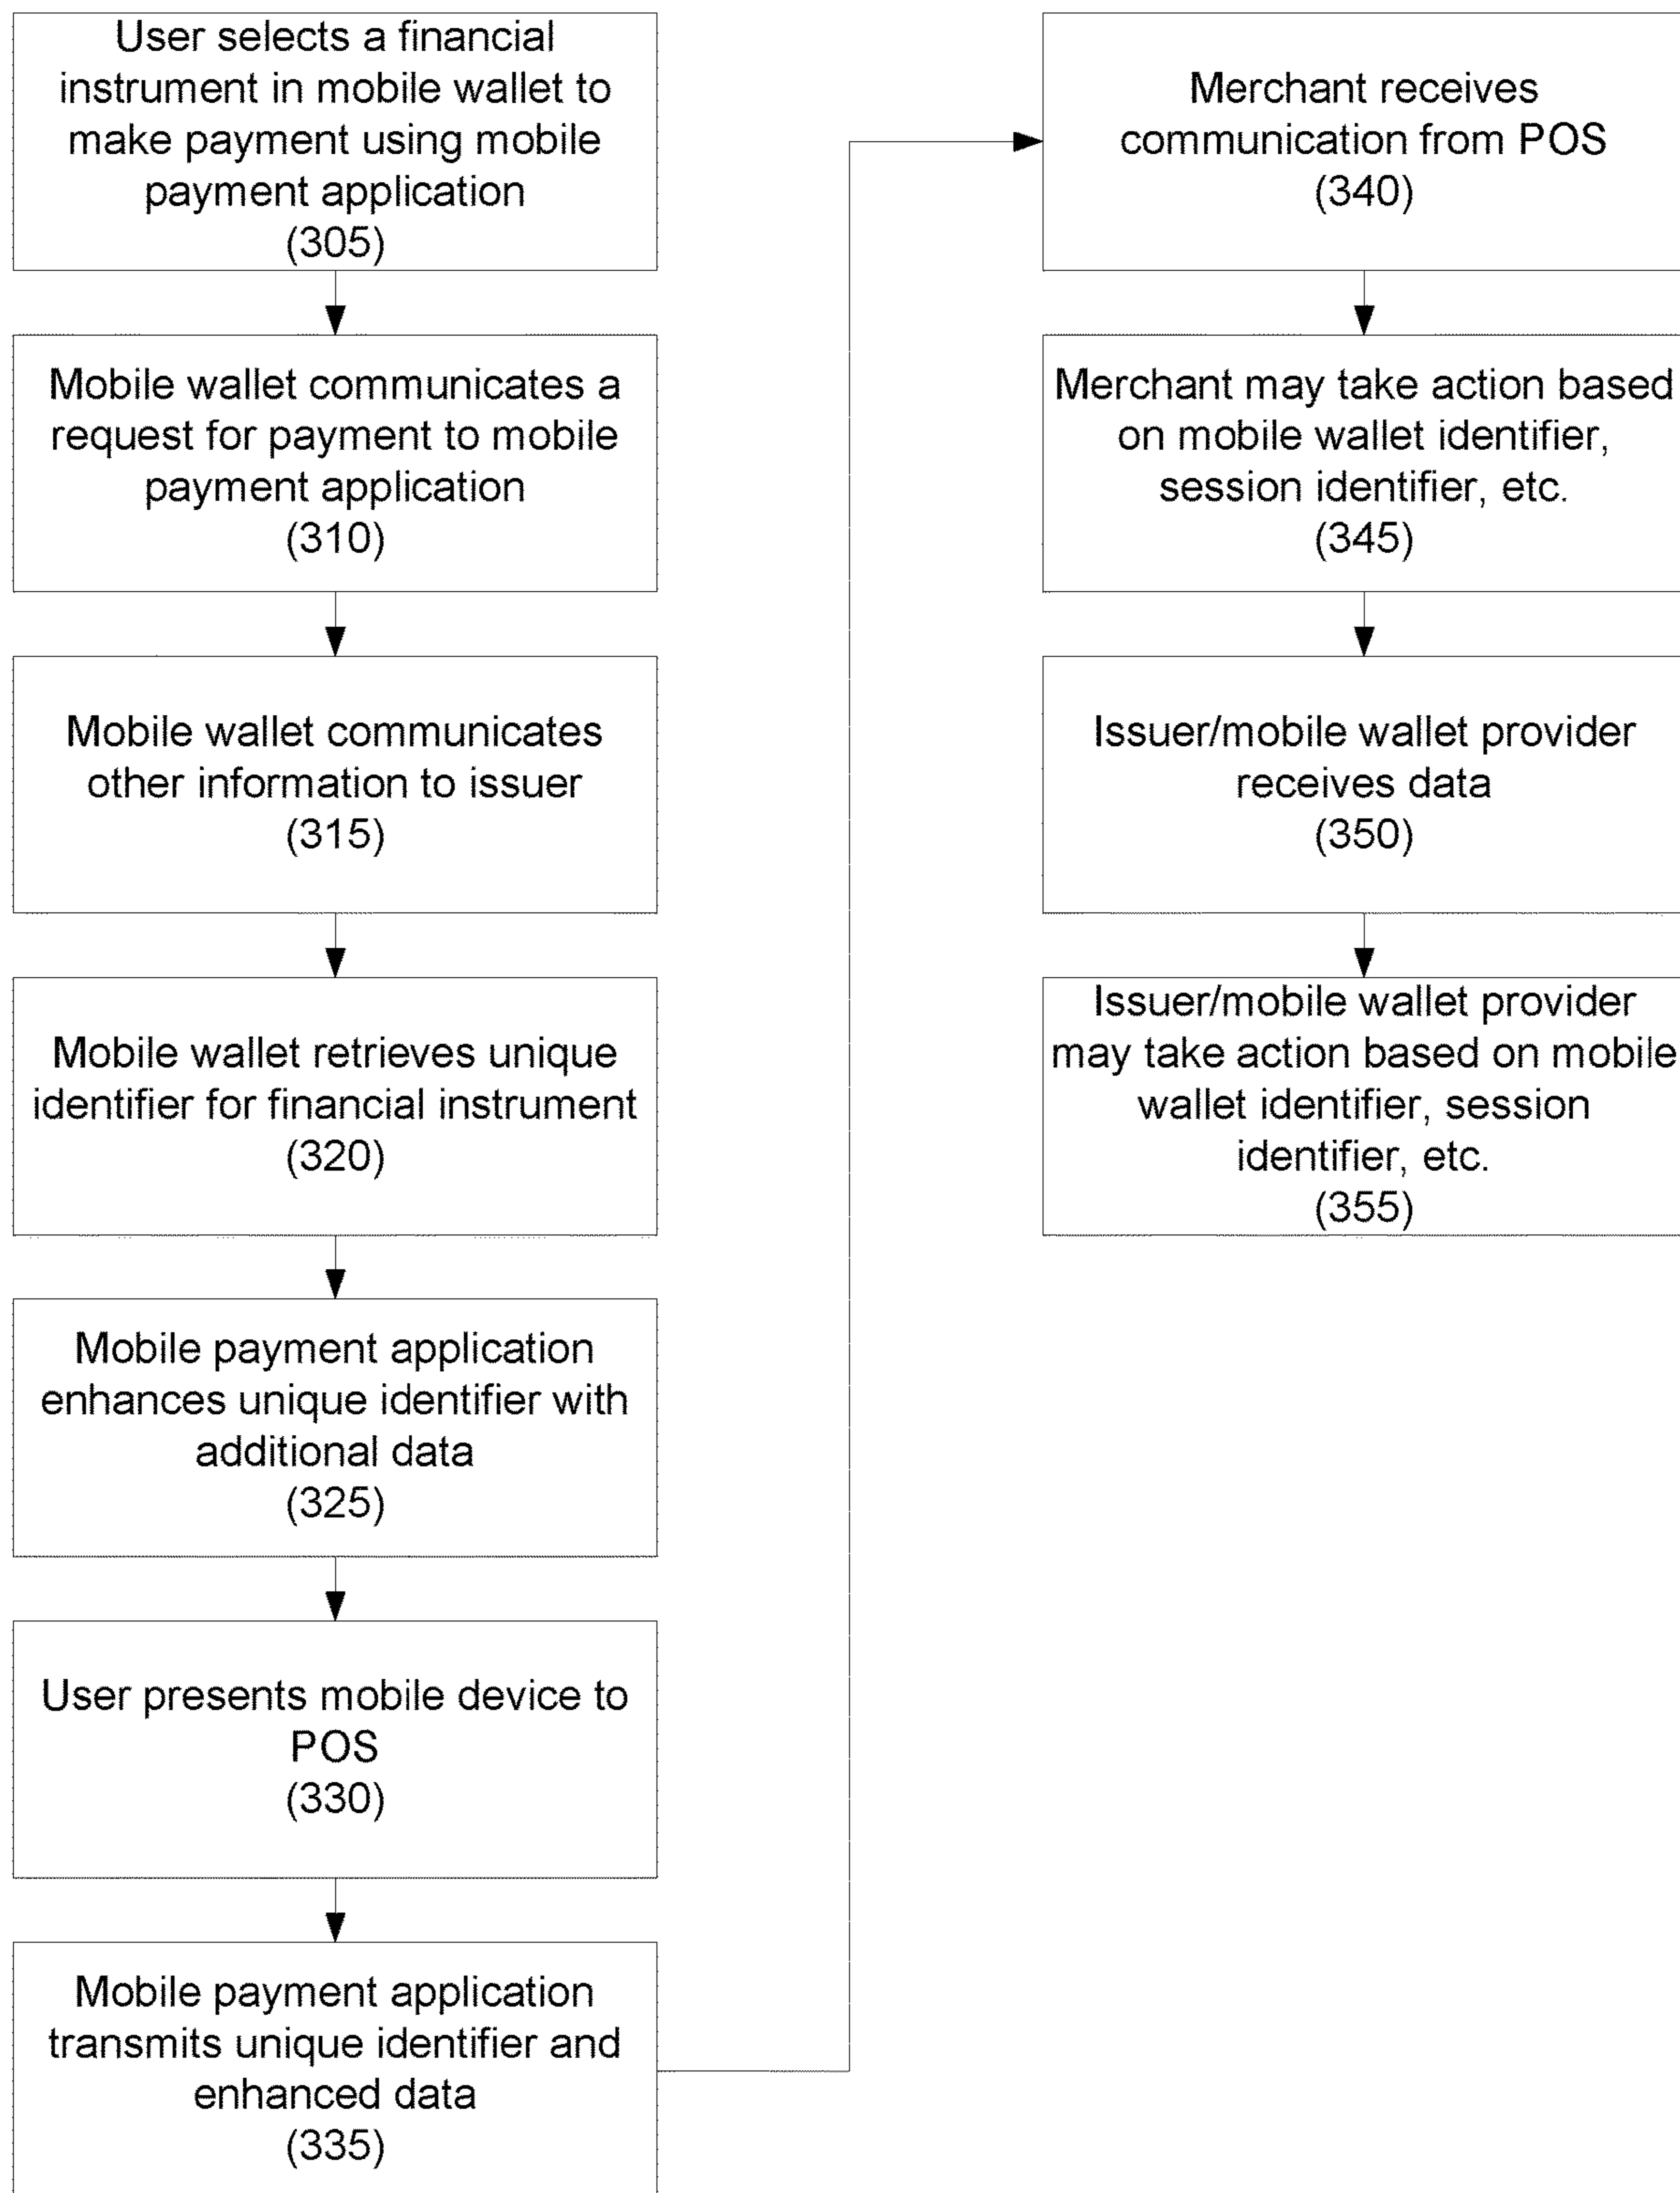 User selects a financial
instrument in mobile wallet to
make payment using mobile
payment application
(305)
Mobile wallet communicates a
request for payment to mobile
payment application
(310)
Mobile wallet communicates
other information to issuer
(315)
Mobile wallet retrieves unique
identifier for financial instrument
(320)
Mobile payment application
enhances unique identifier with
additional data
(325)
User presents mobile device to
POS
(330)
Mobile payment application
transmits unique identifier and
enhanced data
(335)
Merchant receives
communication from POS
(340)
Merchant may take action based
on mobile wallet identifier,
session identifier, etc.
(345)
Issuer/mobile wallet provider
receives data
(350)
Issuer/mobile wallet provider
may take action based on mobile
wallet identifier, session
identifier, etc.
(355)